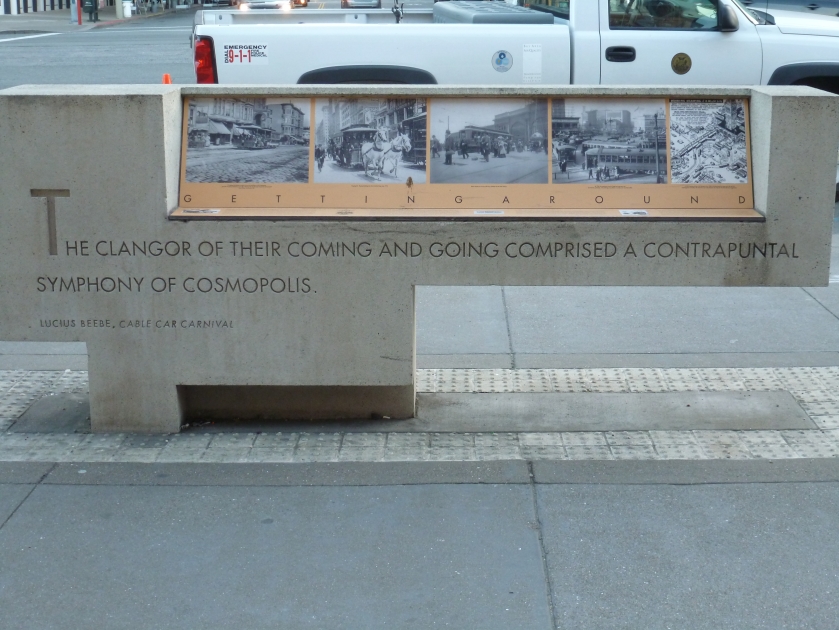 EMERGENCY
DIAL 9-1-1
G E T T I N G A R O U N D
THE CLANGOR OF THEIR COMING AND GOING COMPRISED A CONTRAPUNTAL
SYMPHONY OF COSMOPOLIS.
LUCIUS BEEBE, CABLE CAR CARNIVAL